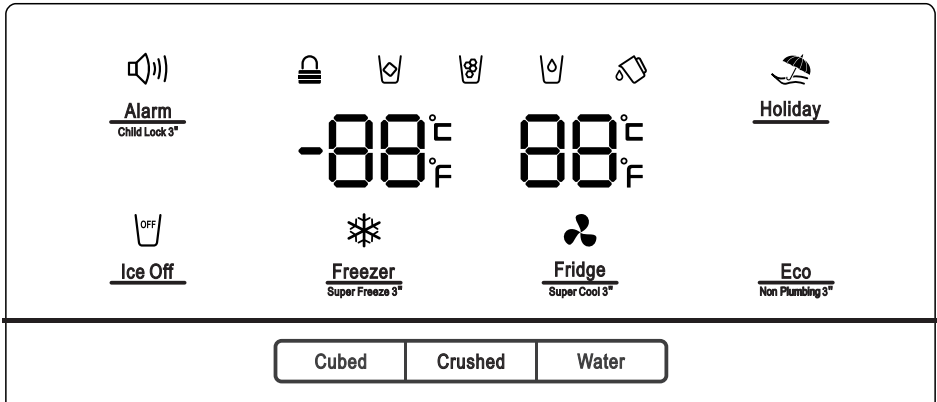 Alarm
Child Lock 3"
Holiday
-88°C °F
88°C °F
OFF
Ice Off
Freezer
Super Freeze 3"
Fridge
Super Cool 3"
Eco
Non Plumbing 3"
Cubed
Crushed
Water